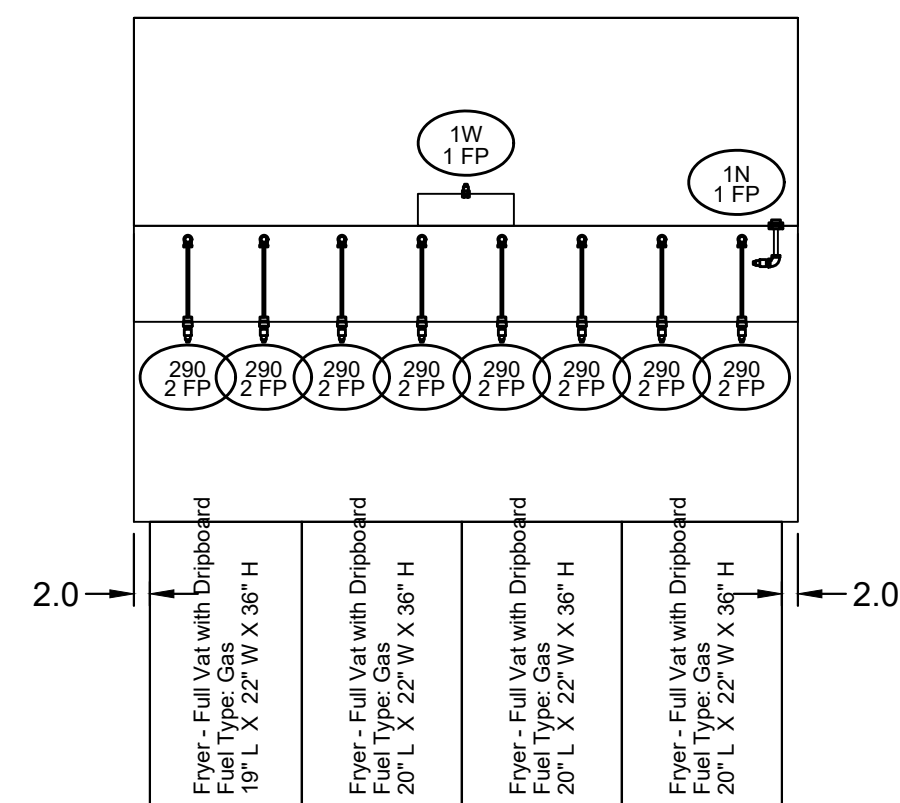 1W
1 FP
1N
1 FP
290
2 FP
290
2 FP
290
2 FP
290
2 FP
290
2 FP
290
2 FP
290
2 FP
290
2 FP
2.0
2.0
Fryer - Full Vat with Dripboard
Fuel Type: Gas
19" L X 22" W X 36" H
Fryer - Full Vat with Dripboard
Fuel Type: Gas
20" L X 22" W X 36" H
Fryer - Full Vat with Dripboard
Fuel Type: Gas
20" L X 22" W X 36" H
Fryer - Full Vat with Dripboard
Fuel Type: Gas
20" L X 22" W X 36" H